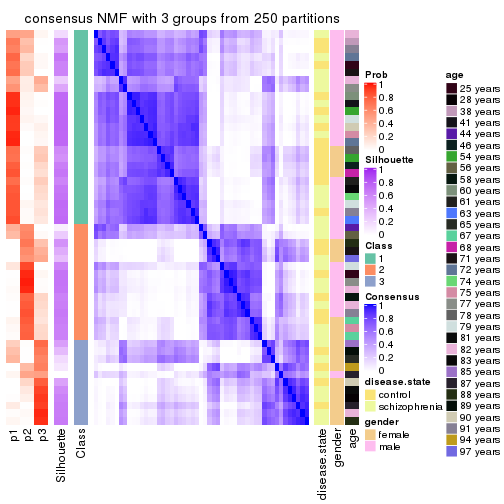 consensus NMF with 3 groups from 250 partitions
p1
p2
p3
Silhouette
Class
disease.state
gender
age
Prob
1
0.8
0.6
0.4
0.2
0
Silhouette
1
0.8
0.6
0.4
0.2
0
Class
1
2
3
Consensus
1
0.8
0.6
0.4
0.2
0
disease.state
control
schizophrenia
gender
female
male
age
25 years
28 years
38 years
41 years
44 years
46 years
54 years
56 years
58 years
60 years
61 years
63 years
65 years
67 years
68 years
71 years
72 years
74 years
75 years
77 years
78 years
79 years
81 years
82 years
83 years
85 years
87 years
88 years
89 years
90 years
91 years
94 years
97 years